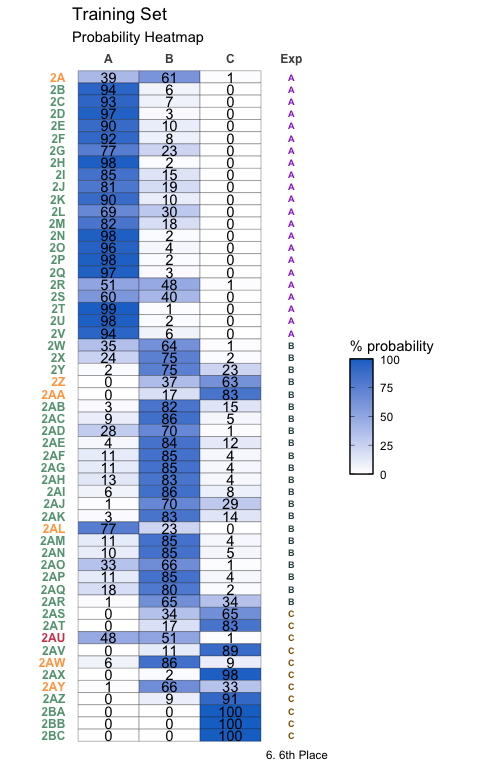 Training Set
Probability Heatmap
A B C Exp
2A 39 61 1 A
2B 94 6 0 A
2C 93 7 0 A
2D 97 3 0 A
2E 90 10 0 A
2F 92 8 0 A
2G 77 23 0 A
2H 98 2 0 A
2I 85 15 0 A
2J 81 19 0 A
2K 90 10 0 A
2L 69 30 0 A
2M 82 18 0 A
2N 98 2 0 A
2O 96 4 0 A
2P 98 2 0 A
2Q 97 3 0 A
2R 51 48 1 A
2S 60 40 0 A
2T 99 1 0 A
2U 98 2 0 A
2V 94 6 0 A
2W 35 64 1 B
2X 24 75 2 B
2Y 2 75 23 B
2Z 0 37 63 B
2AA 0 17 83 B
2AB 3 82 15 B
2AC 9 86 5 B
2AD 28 70 1 B
2AE 4 84 12 B
2AF 11 85 4 B
2AG 11 85 4 B
2AH 13 83 4 B
2AI 6 86 8 B
2AJ 1 70 29 B
2AK 3 83 14 B
2AL 77 23 0 B
2AM 11 85 4 B
2AN 10 85 5 B
2AO 33 66 1 B
2AP 11 85 4 B
2AQ 18 80 2 B
2AR 1 65 34 B
2AS 0 34 65 C
2AT 0 17 83 C
2AU 48 51 1 C
2AV 0 11 89 C
2AW 6 86 9 C
2AX 0 2 98 C
2AY 1 66 33 C
2AZ 0 9 91 C
2BA 0 0 100 C
2BB 0 0 100 C
2BC 0 0 100 C
% probability
100
75
50
25
0
6. 6th Place